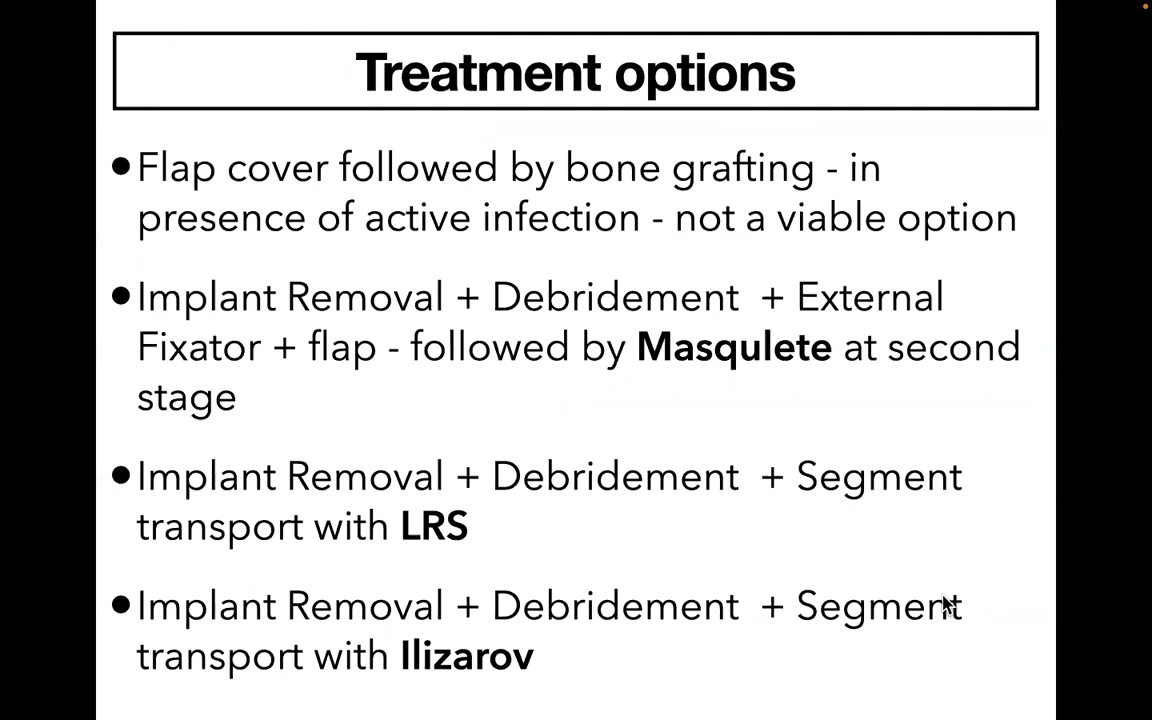 Treatment options
•Flap cover followed by bone grafting - in
presence of active infection - not a viable option
•Implant Removal + Debridement + External
Fixator + flap - followed by Masqulete at second
stage
•Implant Removal + Debridement + Segment
transport with LRS
•Implant Removal + Debridement + Segment
transport with Ilizarov